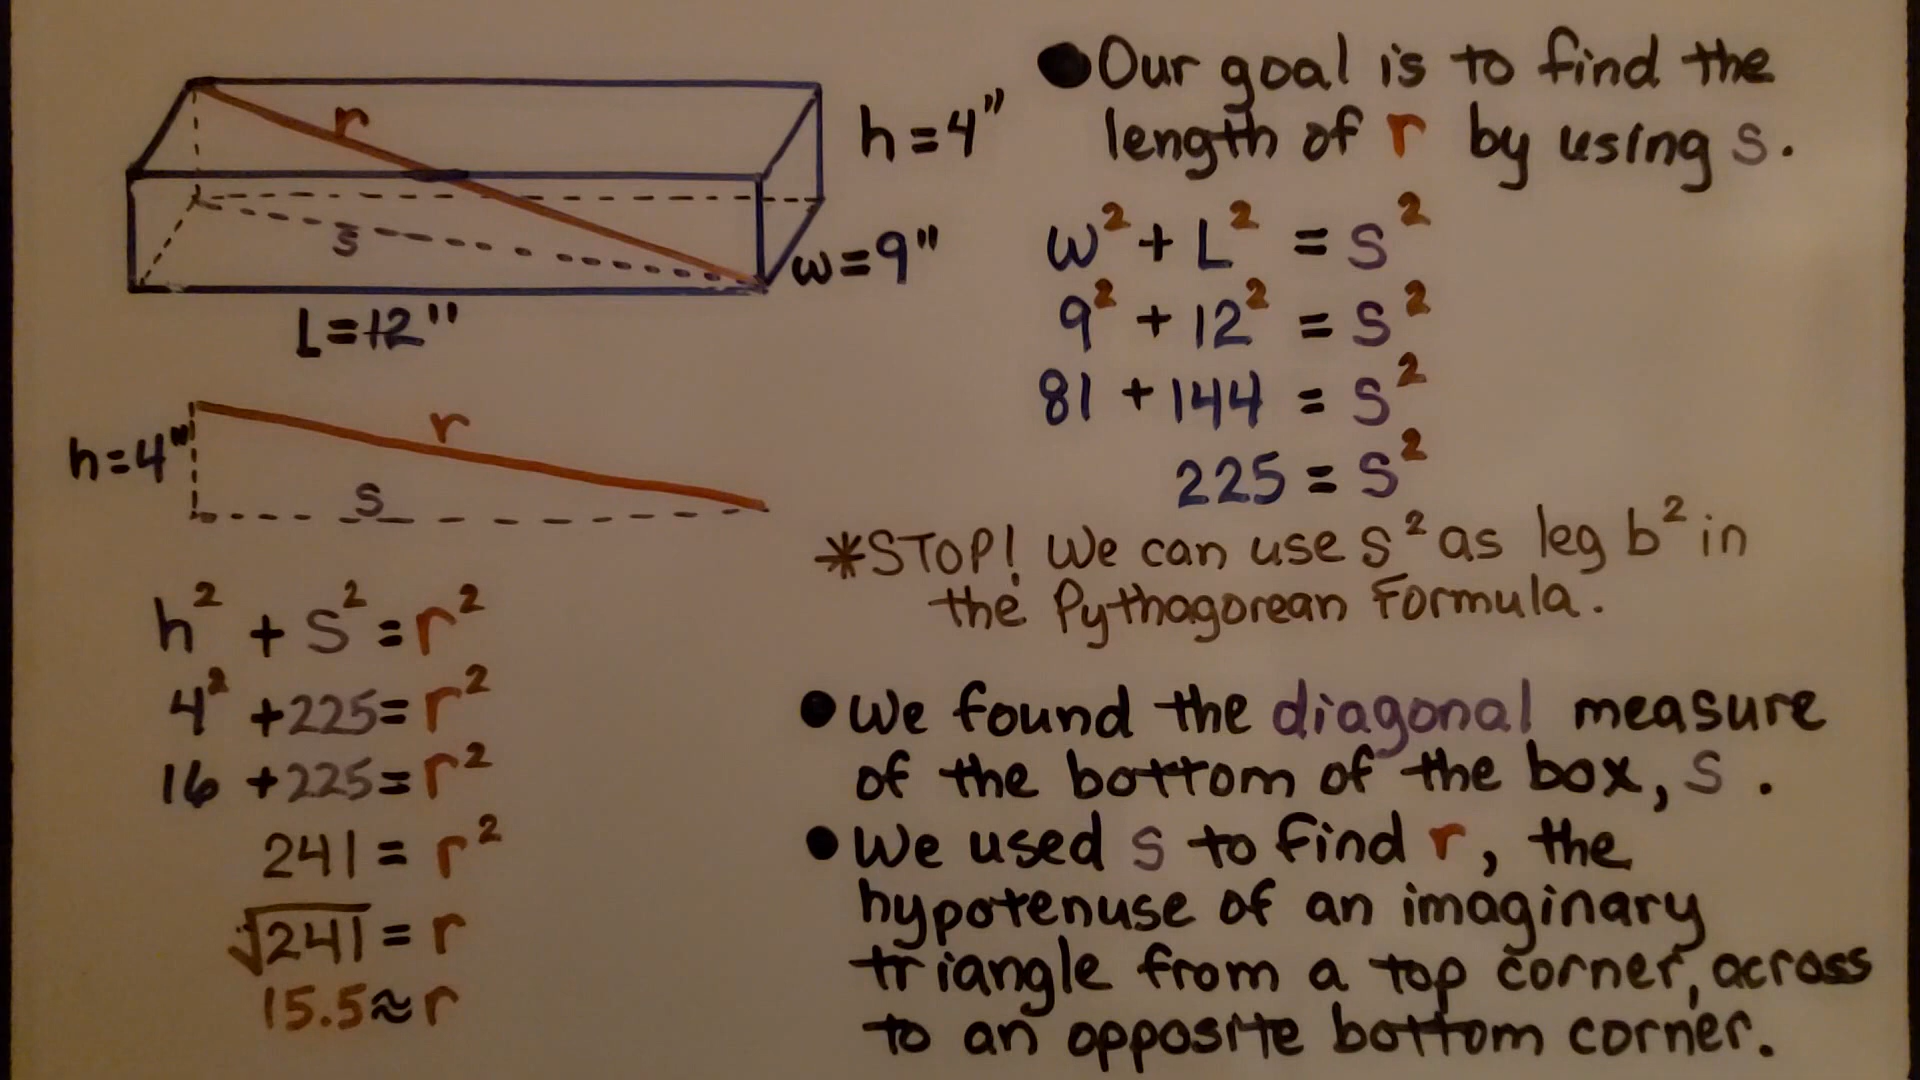 r
h=4"
s
w=9"
L=12"
h=4"
r
s
h² + s² = r²
4² + 225 = r²
16 + 225 = r²
241 = r²
√241 = r
15.5 ≈ r
● Our goal is to find the
length of r by using s.
w² + L² = s²
9² + 12² = s²
81 + 144 = s²
225 = s²
*STOP! We can use s² as leg b² in
the Pythagorean Formula.
● We found the diagonal measure
of the bottom of the box, s.
● We used s to find r, the
hypotenuse of an imaginary
triangle from a top corner, across
to an opposite bottom corner.